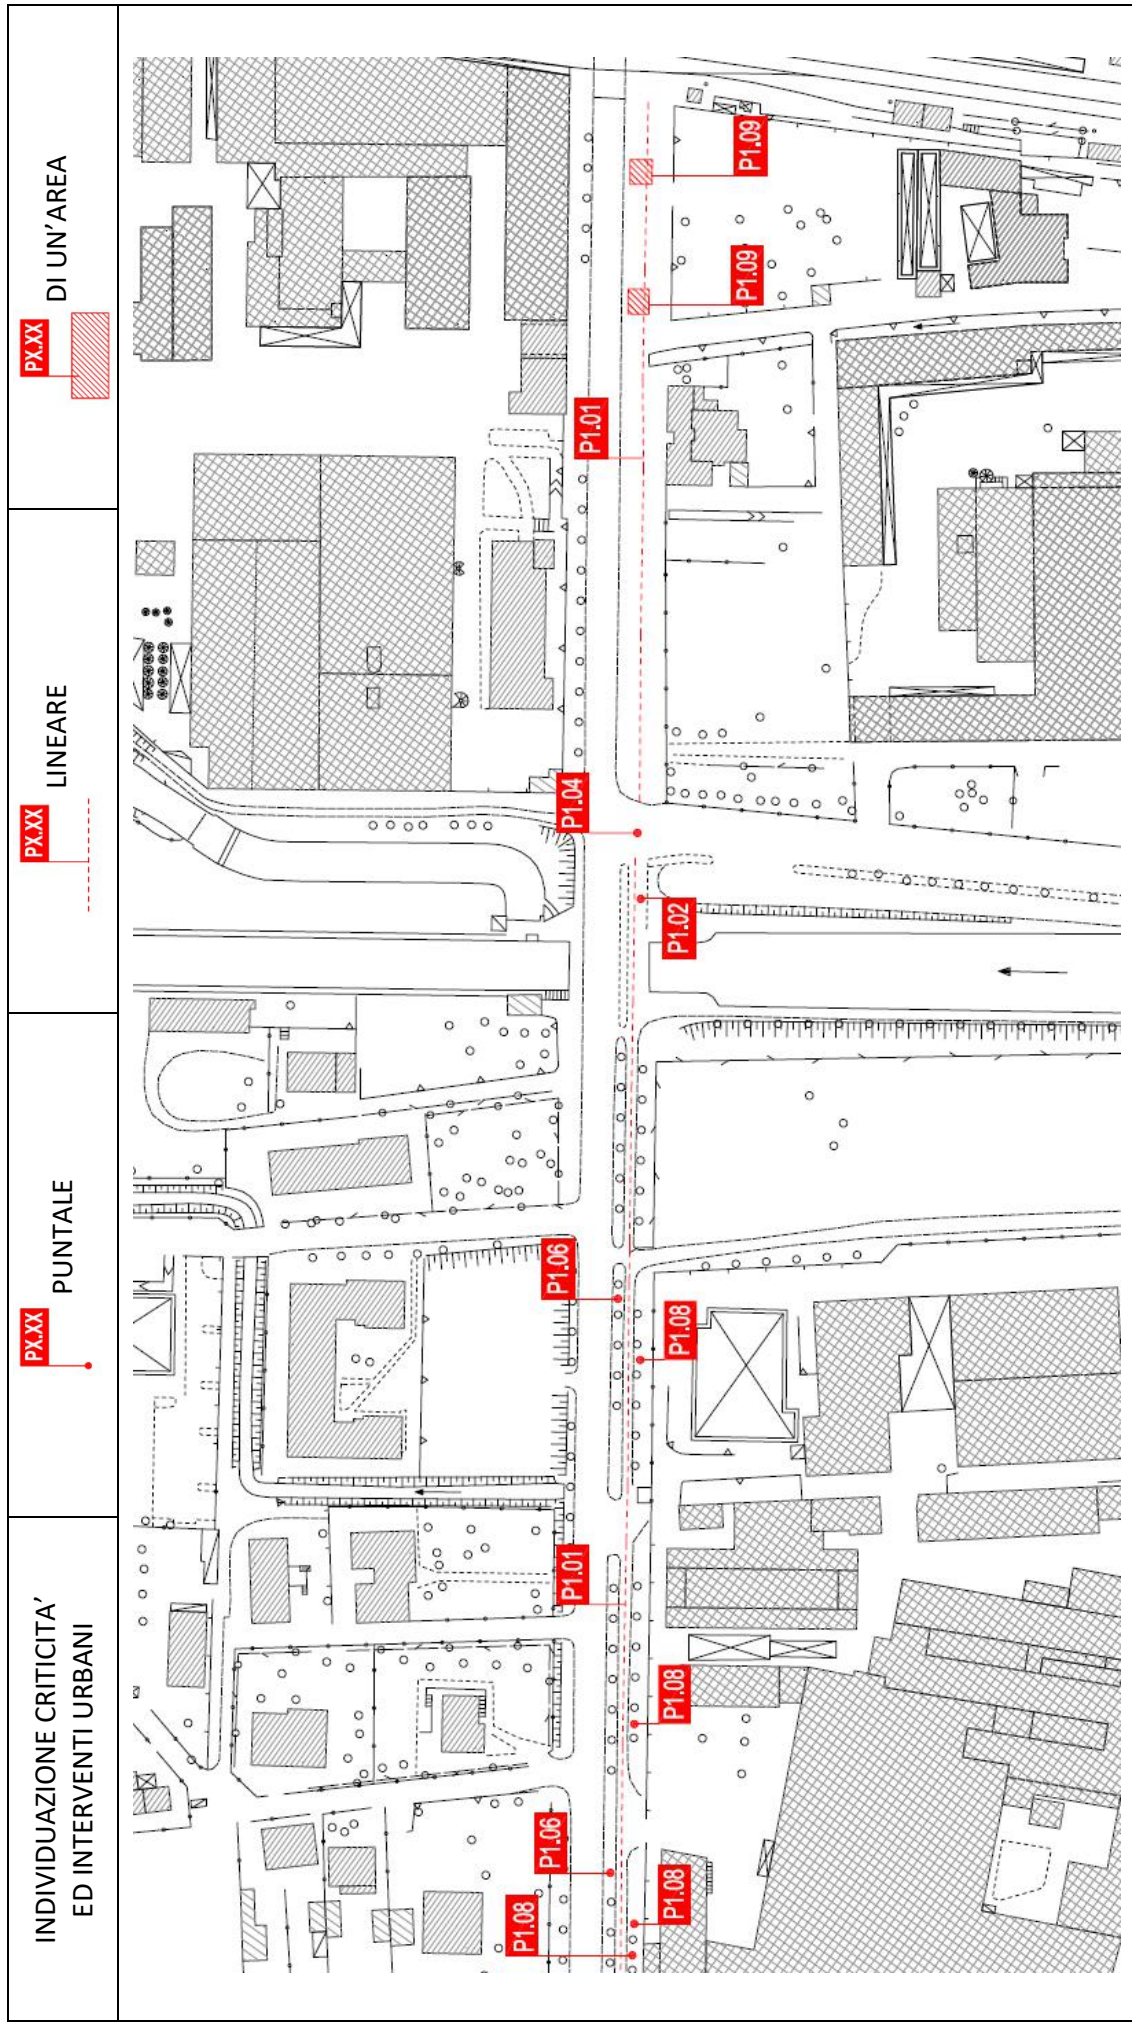 INDIVIDUAZIONE CRITICITA’
ED INTERVENTI URBANI
PX.XX
PUNTALE
PX.XX
LINEARE
PX.XX
DI UN’AREA
P1.08
P1.06
P1.08
P1.08
P1.01
P1.08
P1.06
P1.02
P1.04
P1.01
P1.09
P1.09